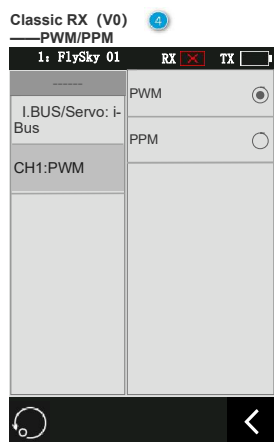 Classic RX (V0) 4
——PWM/PPM
1: FlySky 01 RX TX
------
I.BUS/Servo: i-
Bus
CH1:PWM
PWM
PPM